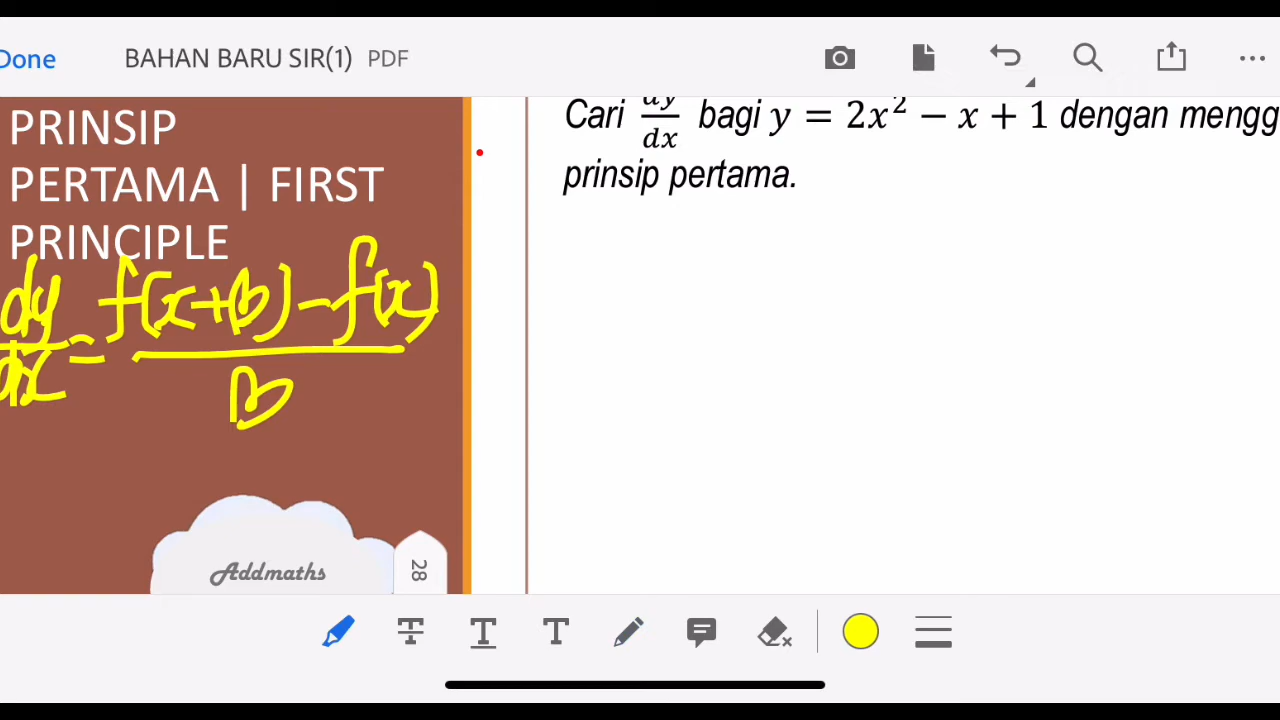 Done BAHAN BARU SIR(1) PDF
PRINSIP
PERTAMA | FIRST
PRINCIPLE
dy/dx = (f(x+b) - f(x))/b
Addmaths
28
Cari dy/dx bagi y = 2x² − x + 1 dengan mengg
prinsip pertama.
T T T